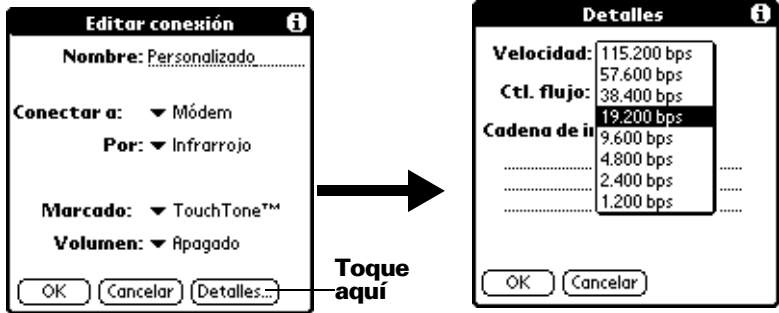 Editar conexión
Nombre: Personalizado
Conectar a: Módem
Por: Infrarrojo
Marcado: TouchTone™
Volumen: Apagado
OK Cancelar Detalles...
Toque
aquí
Detalles
Velocidad: 115.200 bps
57.600 bps
Ctl. flujo: 38.400 bps
19.200 bps
Cadena de 9.600 bps
4.800 bps
2.400 bps
1.200 bps
OK Cancelar